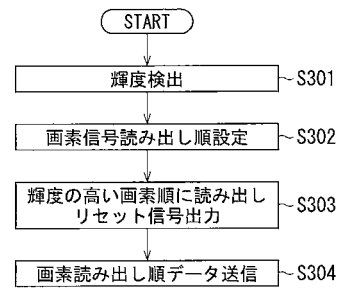 START
輝度検出 S301
画素信号読み出し順設定 S302
輝度の高い画素順に読み出し
リセット信号出力 S303
画素読み出し順データ送信 S304